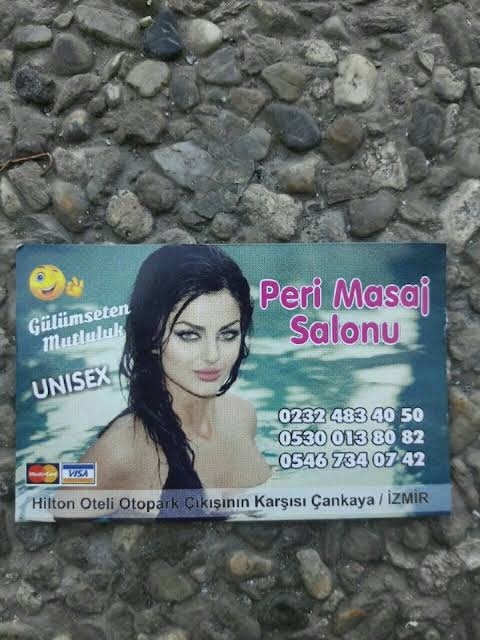 Gülümseten
Mutluluk
UNISEX
Peri Masaj
Salonu
0232 483 40 50
0530 013 80 82
0546 734 07 42
MasterCard VISA
Hilton Oteli Otopark Çıkışının Karşısı Çankaya / İZMİR